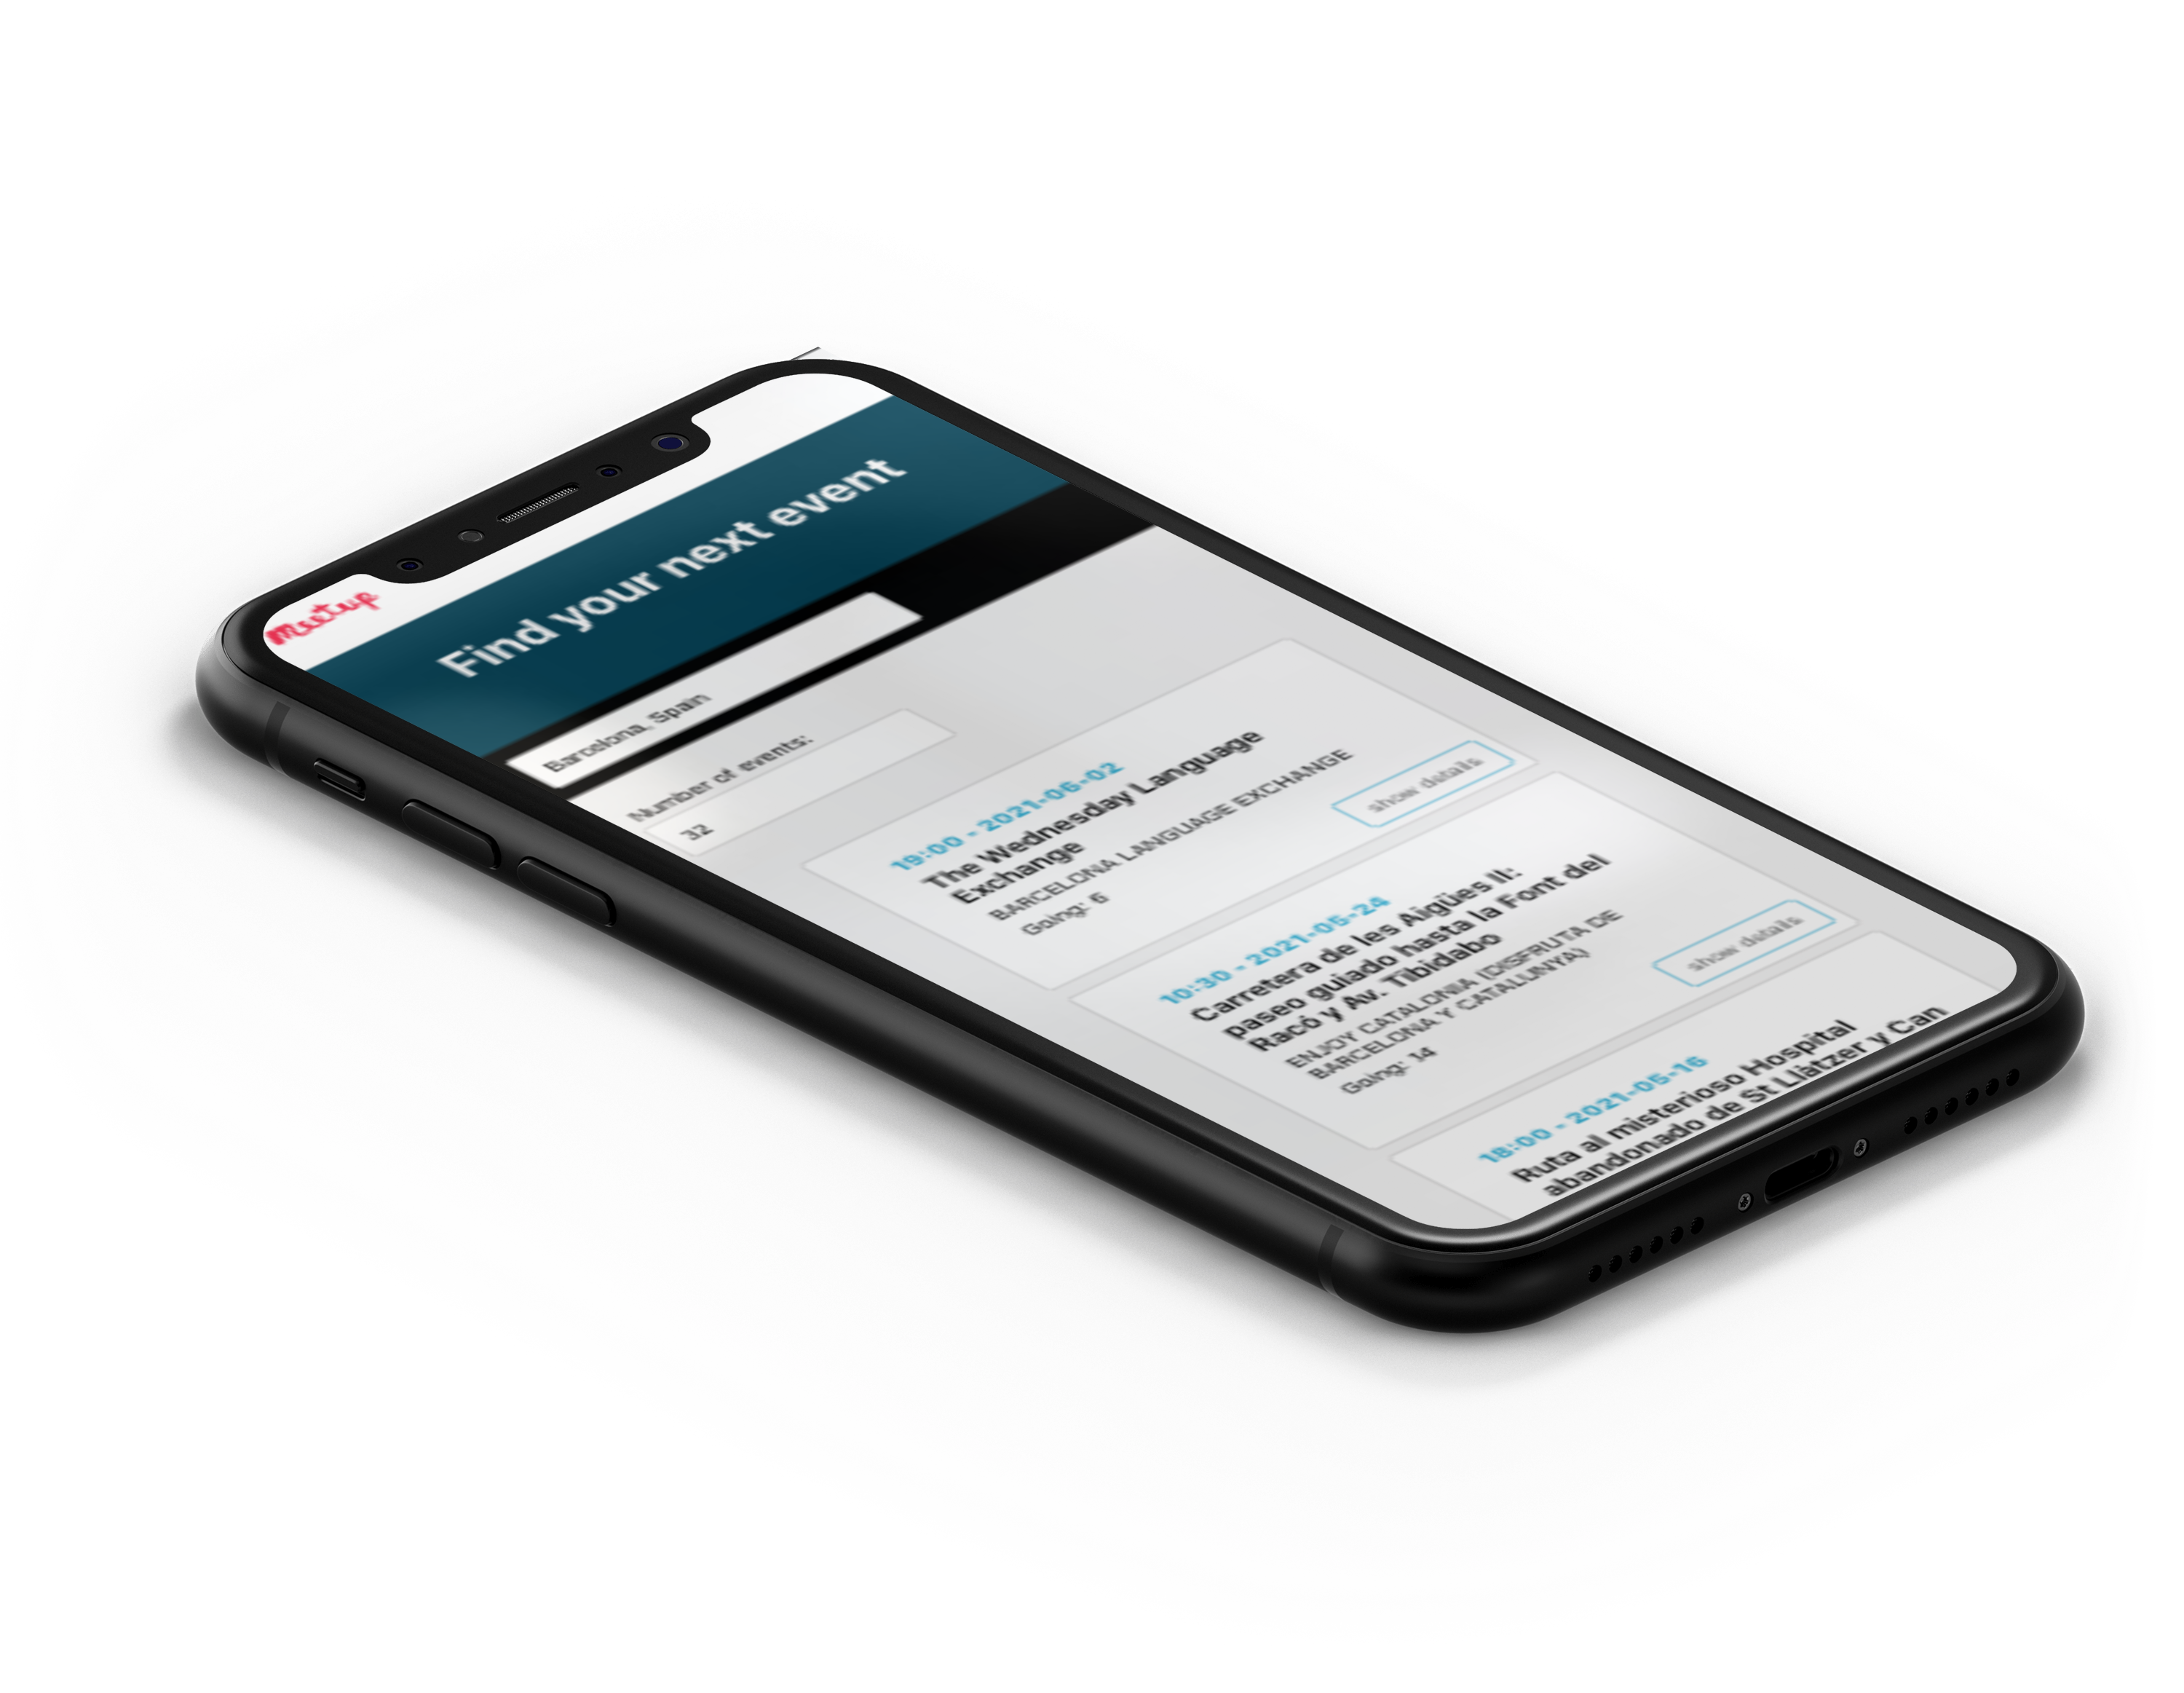 Meetup
Find your next event
Barcelona, Spain
Number of events:
32
19:00 - 2021-06-02
The Wednesday Language
Exchange
BARCELONA LANGUAGE EXCHANGE
Going: 6
show details
10:30 - 2021-05-24
Carretera de les Aigües II:
paseo guiado hasta la Font del
Racó y Av. Tibidabo
ENJOY CATALONIA (DISFRUTA DE
BARCELONA Y CATALUNYA)
Going: 14
show details
18:00 - 2021-05-16
Ruta al misterioso Hospital
abandonado de St Llàtzer y Can